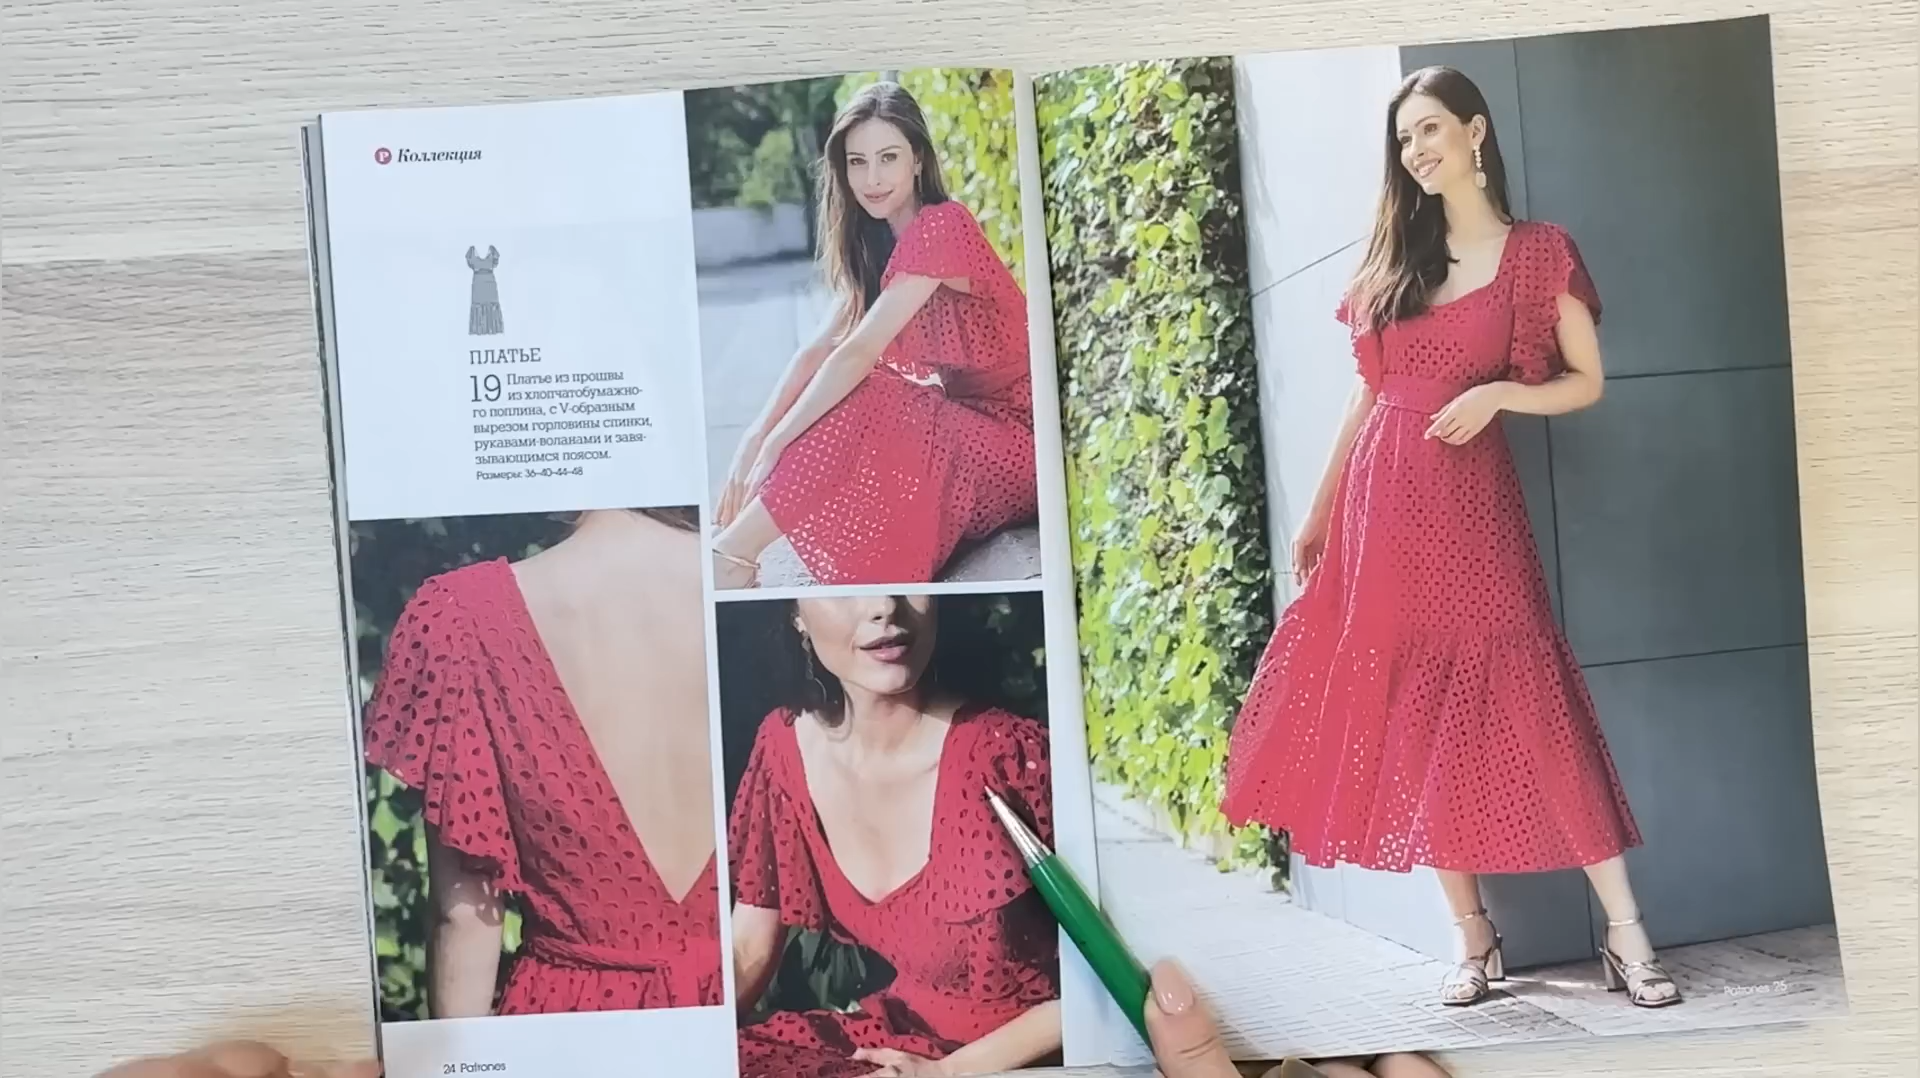 P Коллекция
ПЛАТЬЕ
19 Платье из прошвы
из хлопчатобумажно-
го поплина, с V-образным
вырезом горловины спинки,
рукавами-воланами и завя-
зывающимся поясом.
Размеры: 36-40-44-48
24 Patrones
Patrones 25